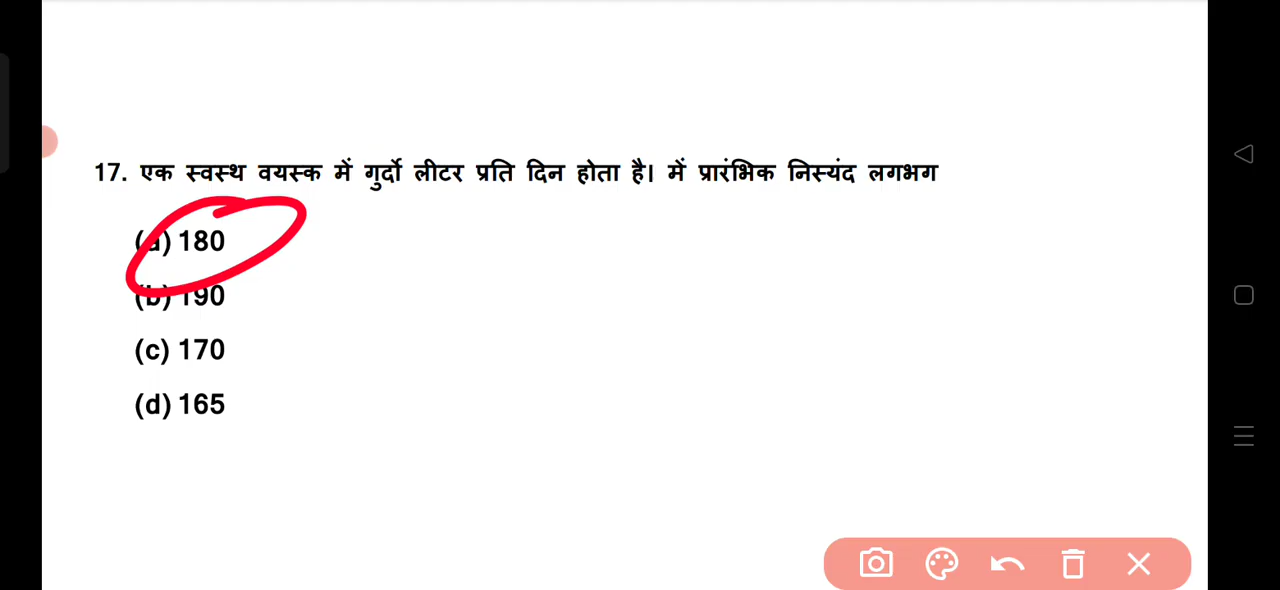 17. एक स्वस्थ वयस्क में गुर्दो लीटर प्रति दिन होता है। में प्रारंभिक निस्यंद लगभग
(a) 180
(b) 190
(c) 170
(d) 165